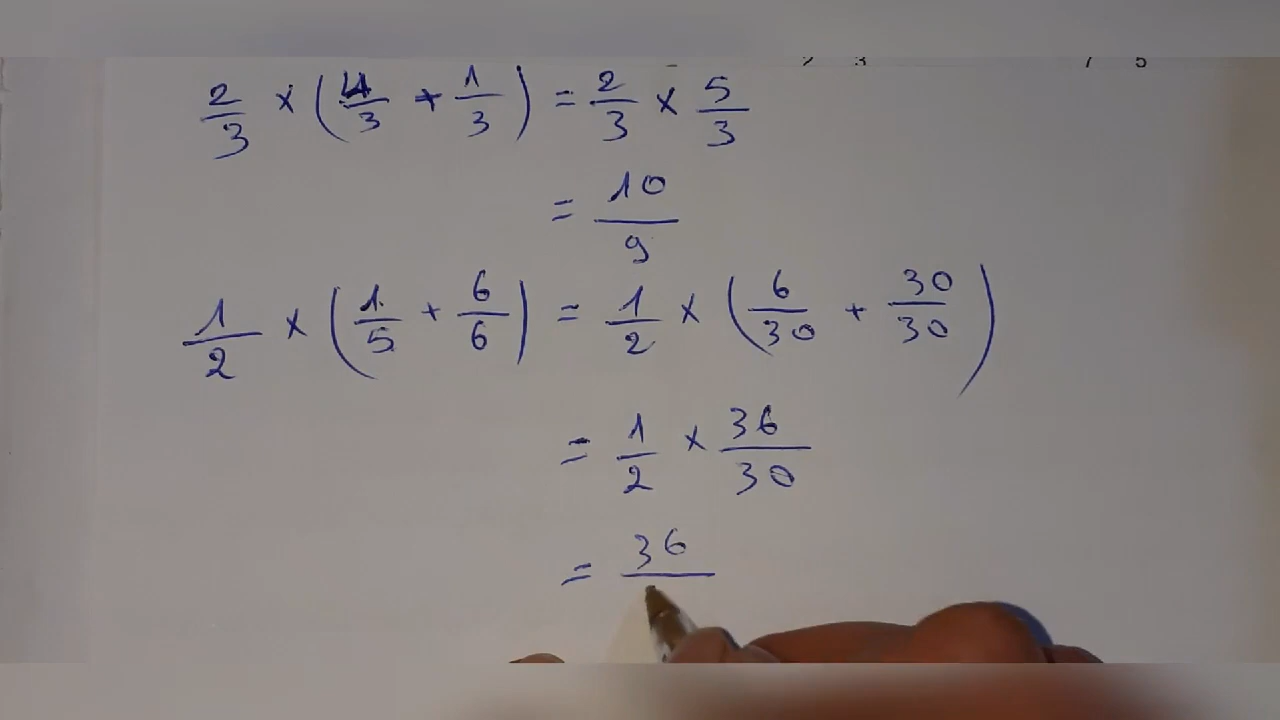 2/3 × (4/3 + 1/3) = 2/3 × 5/3
= 10/9
1/2 × (1/5 + 6/6) = 1/2 × (6/30 + 30/30)
= 1/2 × 36/30
= 36/